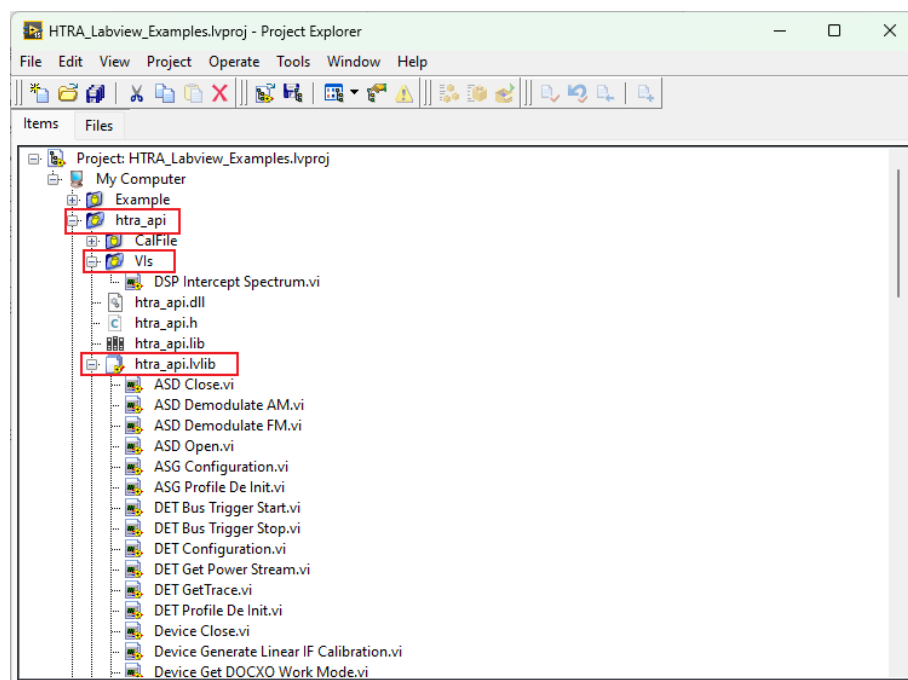 HTRA_Labview_Examples.lvproj - Project Explorer
File Edit View Project Operate Tools Window Help
Items Files
Project: HTRA_Labview_Examples.lvproj
My Computer
Example
htra_api
CalFile
VIs
DSP Intercept Spectrum.vi
htra_api.dll
htra_api.h
htra_api.lib
htra_api.lvlib
ASD Close.vi
ASD Demodulate AM.vi
ASD Demodulate FM.vi
ASD Open.vi
ASG Configuration.vi
ASG Profile De Init.vi
DET Bus Trigger Start.vi
DET Bus Trigger Stop.vi
DET Configuration.vi
DET Get Power Stream.vi
DET GetTrace.vi
DET Profile De Init.vi
Device Close.vi
Device Generate Linear IF Calibration.vi
Device Get DOCXO Work Mode.vi